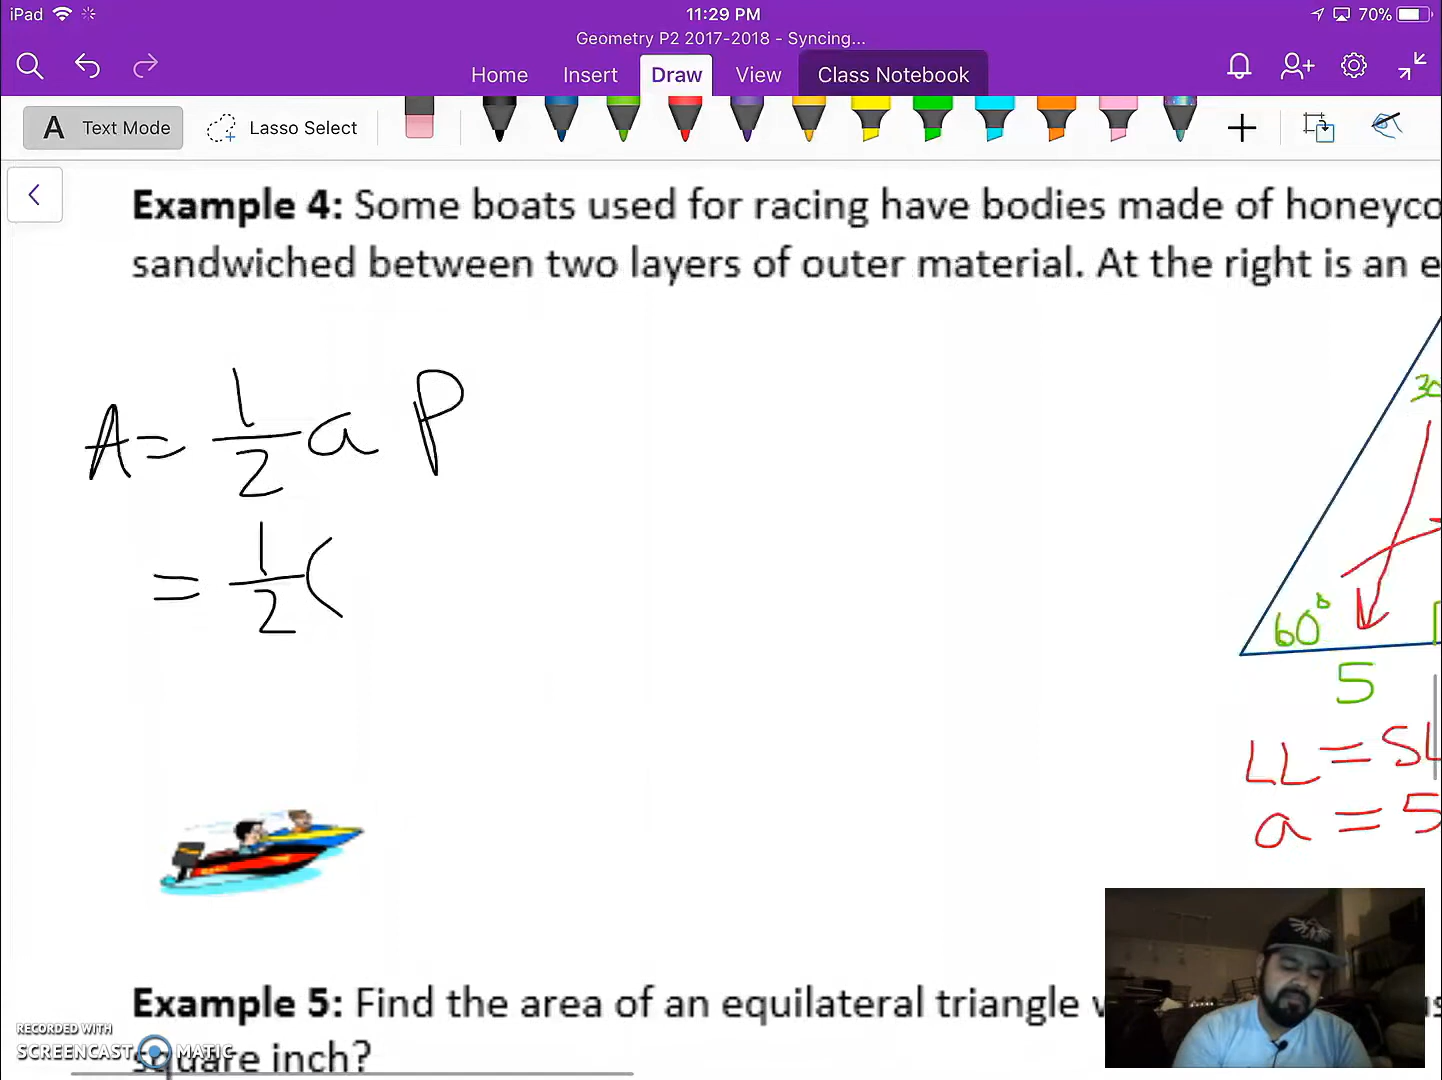 iPad 11:29 PM 70%
Geometry P2 2017-2018 - Syncing...
Home Insert Draw View Class Notebook
A Text Mode Lasso Select
Example 4: Some boats used for racing have bodies made of honeyco
sandwiched between two layers of outer material. At the right is an e
A = 1/2 a P
= 1/2 (
30
60°
5
LL = SL
a = 5
Example 5: Find the area of an equilateral triangle
square inch?
RECORDED WITH
SCREENCAST MATIC